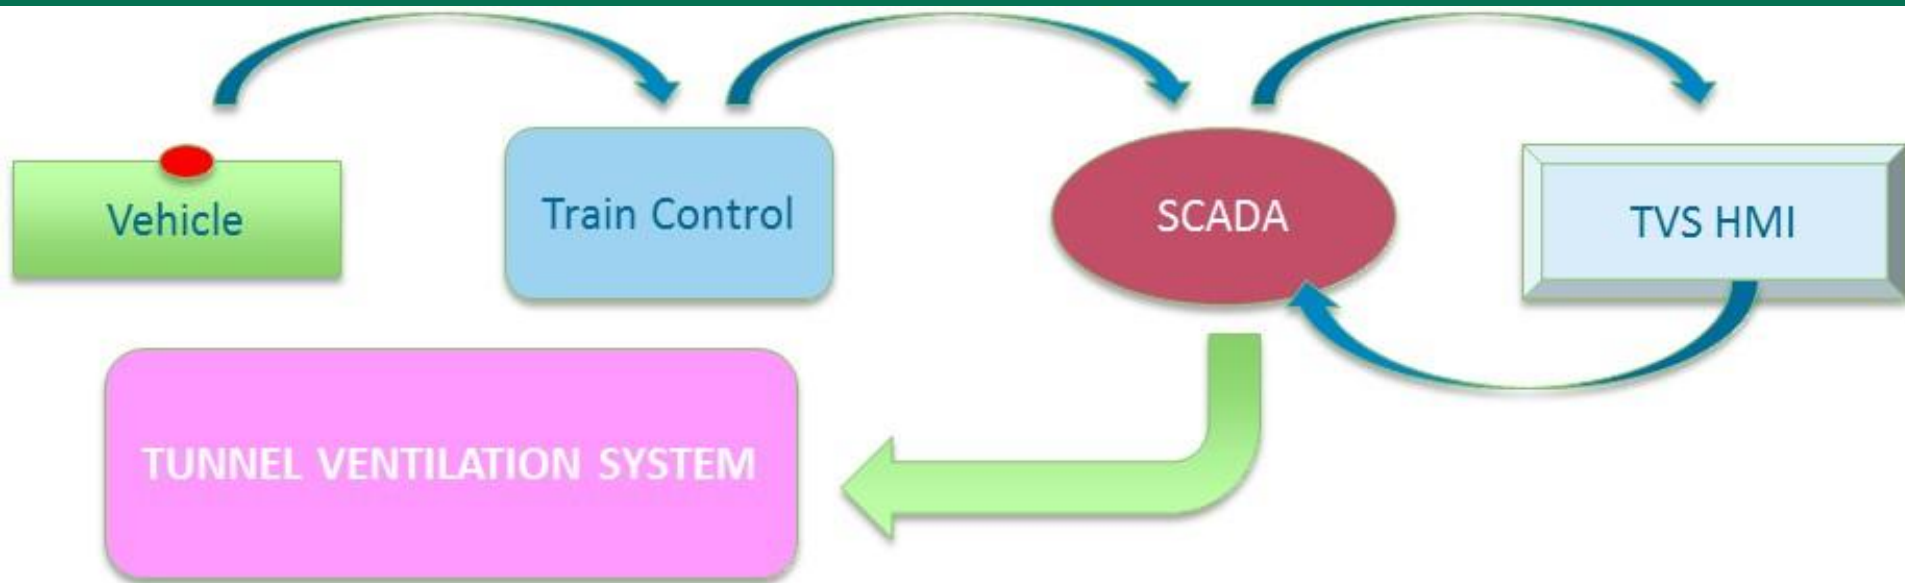 Vehicle
Train Control
SCADA
TVS HMI
TUNNEL VENTILATION SYSTEM